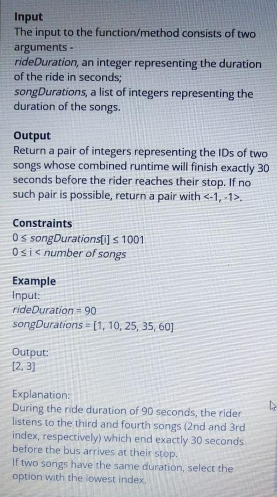 Input
The input to the function/method consists of two
arguments -
rideDuration, an integer representing the duration
of the ride in seconds;
songDurations, a list of integers representing the
duration of the songs.
Output
Return a pair of integers representing the IDs of two
songs whose combined runtime will finish exactly 30
seconds before the rider reaches their stop. If no
such pair is possible, return a pair with <-1, -1>.
Constraints
0 ≤ songDurations[i] ≤ 1001
0 ≤ i < number of songs
Example
Input:
rideDuration = 90
songDurations = [1, 10, 25, 35, 60]
Output:
[2, 3]
Explanation:
During the ride duration of 90 seconds, the rider
listens to the third and fourth songs (2nd and 3rd
index, respectively) which end exactly 30 seconds
before the bus arrives at their stop.
If two songs have the same duration, select the
option with the lowest index.